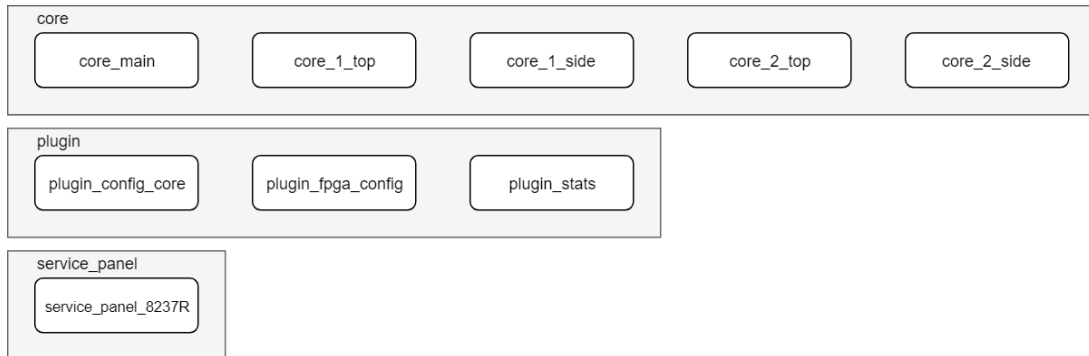 core
core_main
core_1_top
core_1_side
core_2_top
core_2_side
plugin
plugin_config_core
plugin_fpga_config
plugin_stats
service_panel
service_panel_8237R